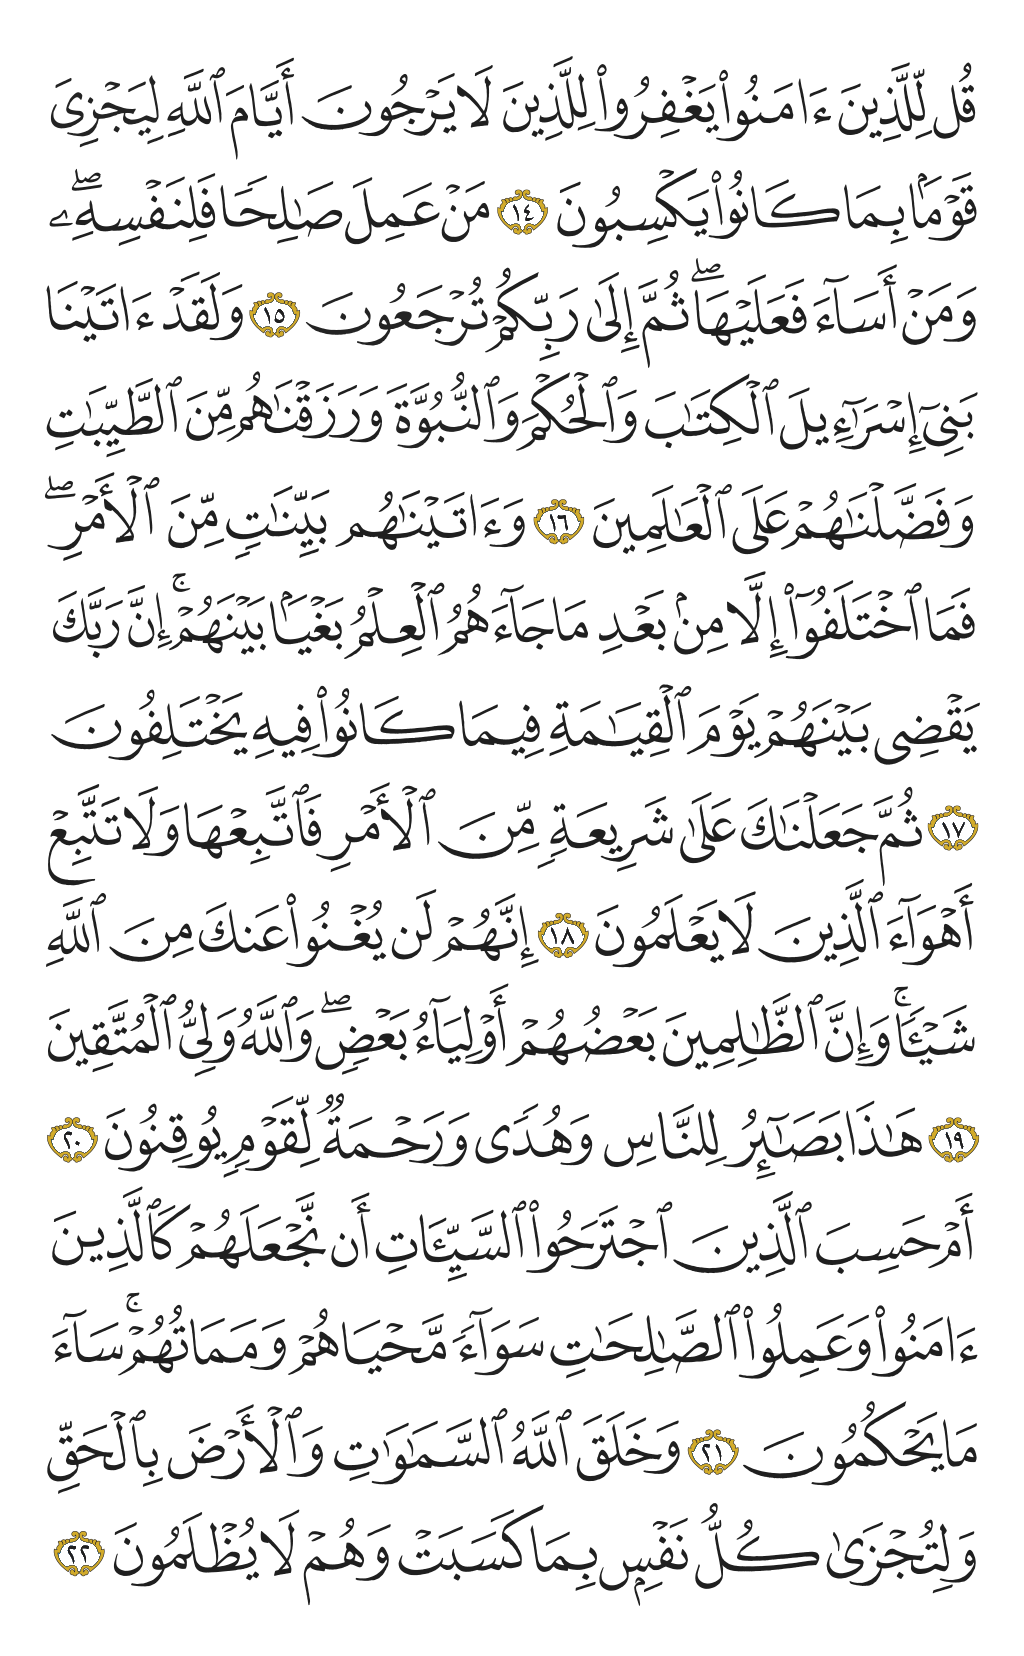 قُل لِّلَّذِينَ ءَامَنُوا۟ يَغْفِرُوا۟ لِلَّذِينَ لَا يَرْجُونَ أَيَّامَ ٱللَّهِ لِيَجْزِىَ
قَوْمًۢا بِمَا كَانُوا۟ يَكْسِبُونَ ١٤ مَنْ عَمِلَ صَـٰلِحًا فَلِنَفْسِهِۦ ۖ
وَمَنْ أَسَآءَ فَعَلَيْهَا ۖ ثُمَّ إِلَىٰ رَبِّكُمْ تُرْجَعُونَ ١٥ وَلَقَدْ ءَاتَيْنَا
بَنِىٓ إِسْرَٰٓءِيلَ ٱلْكِتَـٰبَ وَٱلْحُكْمَ وَٱلنُّبُوَّةَ وَرَزَقْنَـٰهُم مِّنَ ٱلطَّيِّبَـٰتِ
وَفَضَّلْنَـٰهُمْ عَلَى ٱلْعَـٰلَمِينَ ١٦ وَءَاتَيْنَـٰهُم بَيِّنَـٰتٍ مِّنَ ٱلْأَمْرِ ۖ
فَمَا ٱخْتَلَفُوٓا۟ إِلَّا مِنۢ بَعْدِ مَا جَآءَهُمُ ٱلْعِلْمُ بَغْيًۢا بَيْنَهُمْ ۚ إِنَّ رَبَّكَ
يَقْضِى بَيْنَهُمْ يَوْمَ ٱلْقِيَـٰمَةِ فِيمَا كَانُوا۟ فِيهِ يَخْتَلِفُونَ
١٧ ثُمَّ جَعَلْنَـٰكَ عَلَىٰ شَرِيعَةٍ مِّنَ ٱلْأَمْرِ فَٱتَّبِعْهَا وَلَا تَتَّبِعْ
أَهْوَآءَ ٱلَّذِينَ لَا يَعْلَمُونَ ١٨ إِنَّهُمْ لَن يُغْنُوا۟ عَنكَ مِنَ ٱللَّهِ
شَيْـًٔا ۚ وَإِنَّ ٱلظَّـٰلِمِينَ بَعْضُهُمْ أَوْلِيَآءُ بَعْضٍ ۖ وَٱللَّهُ وَلِىُّ ٱلْمُتَّقِينَ
١٩ هَـٰذَا بَصَـٰٓئِرُ لِلنَّاسِ وَهُدًى وَرَحْمَةٌ لِّقَوْمٍ يُوقِنُونَ ٢٠
أَمْ حَسِبَ ٱلَّذِينَ ٱجْتَرَحُوا۟ ٱلسَّيِّـَٔاتِ أَن نَّجْعَلَهُمْ كَٱلَّذِينَ
ءَامَنُوا۟ وَعَمِلُوا۟ ٱلصَّـٰلِحَـٰتِ سَوَآءً مَّحْيَاهُمْ وَمَمَاتُهُمْ ۚ سَآءَ
مَا يَحْكُمُونَ ٢١ وَخَلَقَ ٱللَّهُ ٱلسَّمَـٰوَٰتِ وَٱلْأَرْضَ بِٱلْحَقِّ
وَلِتُجْزَىٰ كُلُّ نَفْسٍۭ بِمَا كَسَبَتْ وَهُمْ لَا يُظْلَمُونَ ٢٢